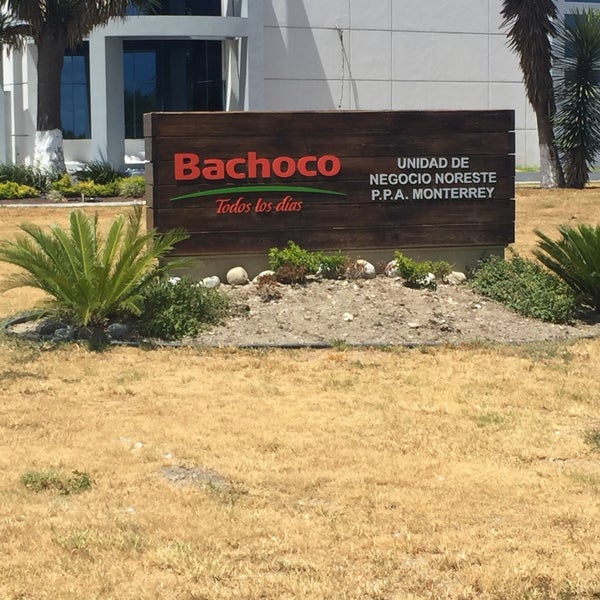 Bachoco
Todos los días
UNIDAD DE
NEGOCIO NORESTE
P.P.A. MONTERREY